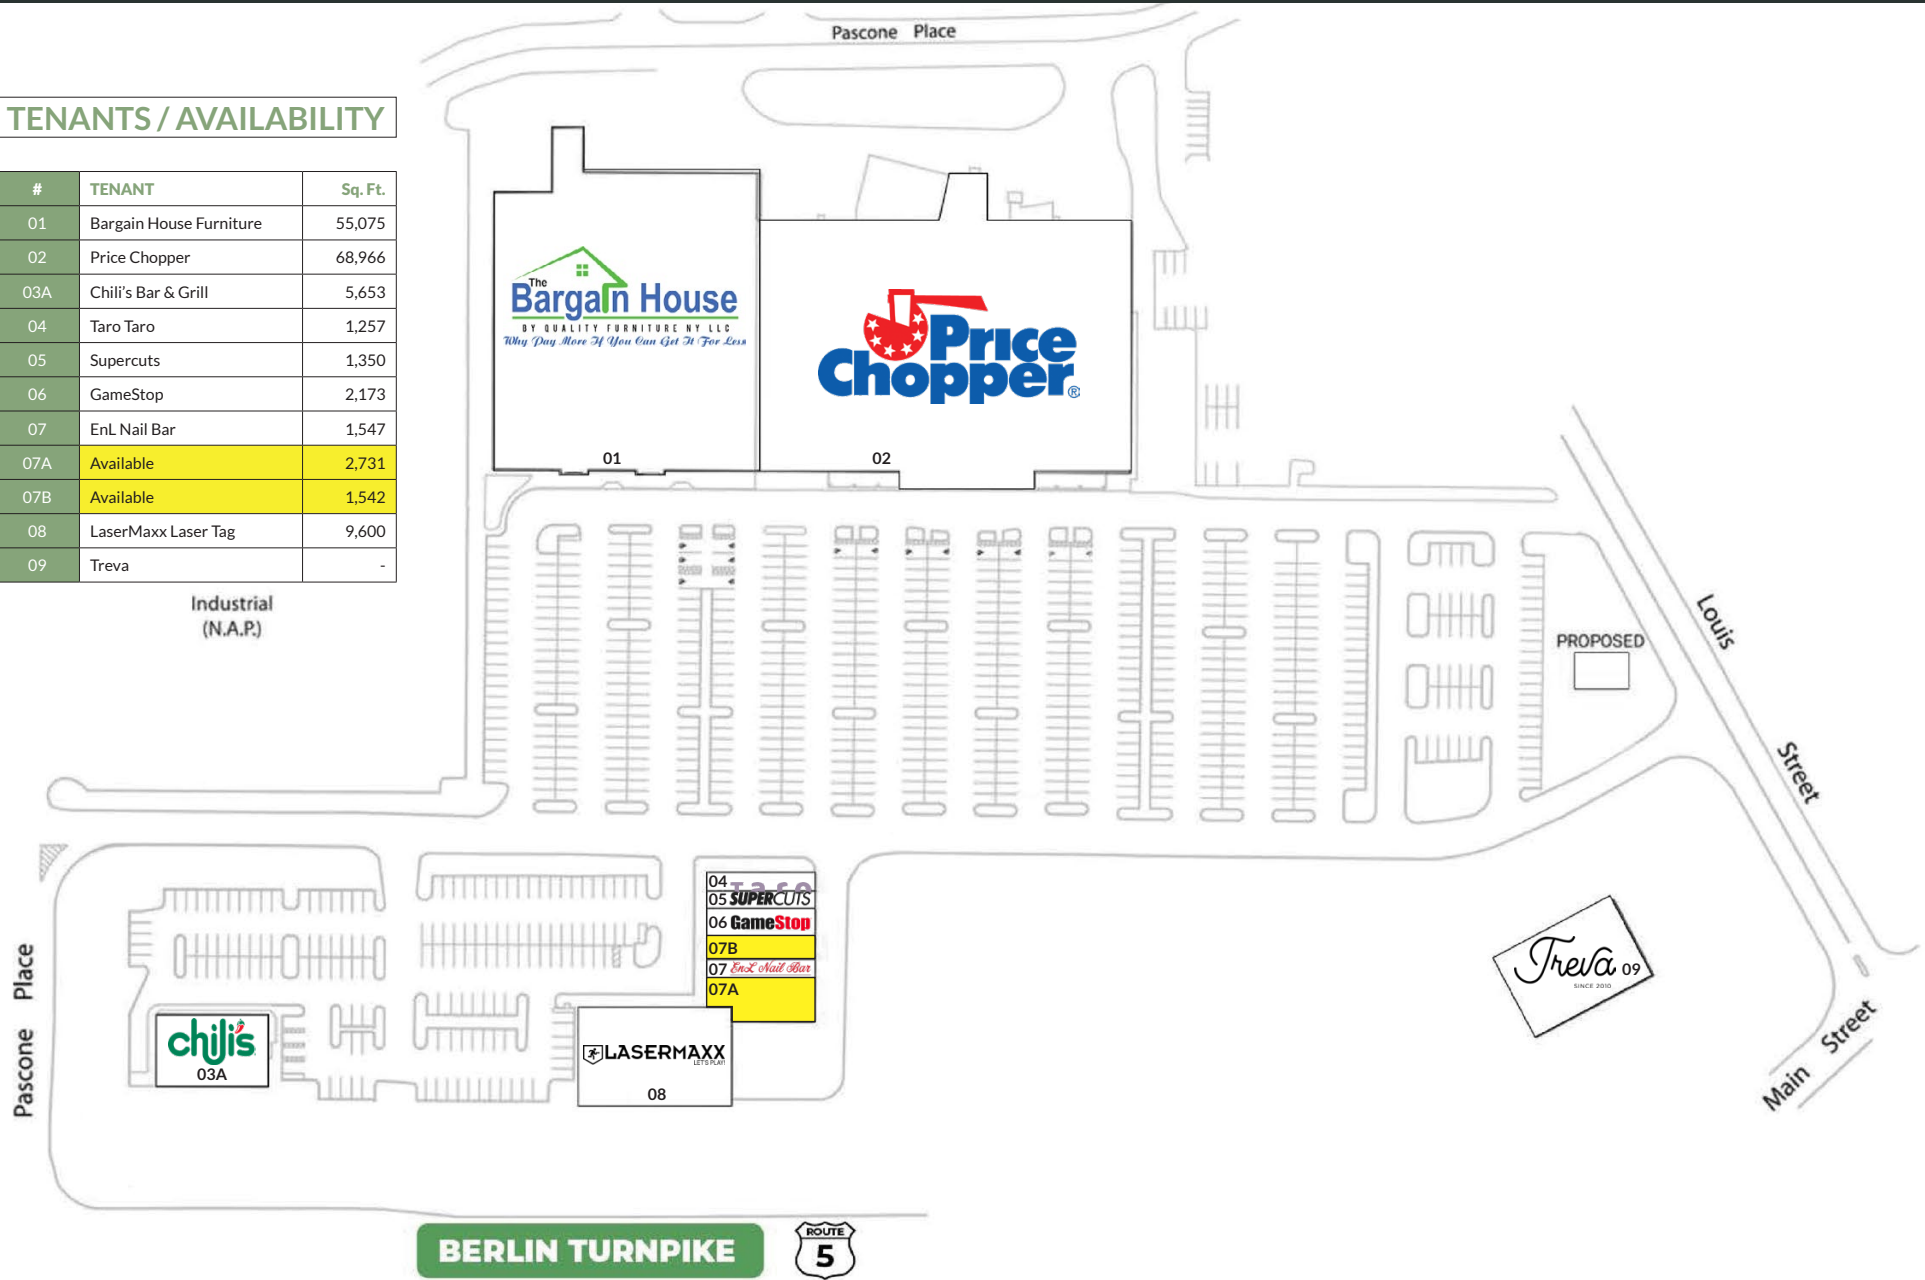 Pascone Place
TENANTS / AVAILABILITY
# TENANT Sq. Ft.
01 Bargain House Furniture 55,075
02 Price Chopper 68,966
03A Chili's Bar & Grill 5,653
04 Taro Taro 1,257
05 Supercuts 1,350
06 GameStop 2,173
07 EnL Nail Bar 1,547
07A Available 2,731
07B Available 1,542
08 LaserMaxx Laser Tag 9,600
09 Treva -
Industrial
(N.A.P.)
The
Bargain House
BY QUALITY FURNITURE NY LLC
Why Pay More If You Can Get It For Less
01
Price
Chopper®
02
PROPOSED
Louis Street
04
05 SUPERCUTS
06 GameStop
07B
07 EnL Nail Bar
07A
Treva 09
SINCE 2010
Pascone Place
chili's
03A
LASERMAXX
LET'S PLAY!
08
Main Street
BERLIN TURNPIKE
ROUTE
5